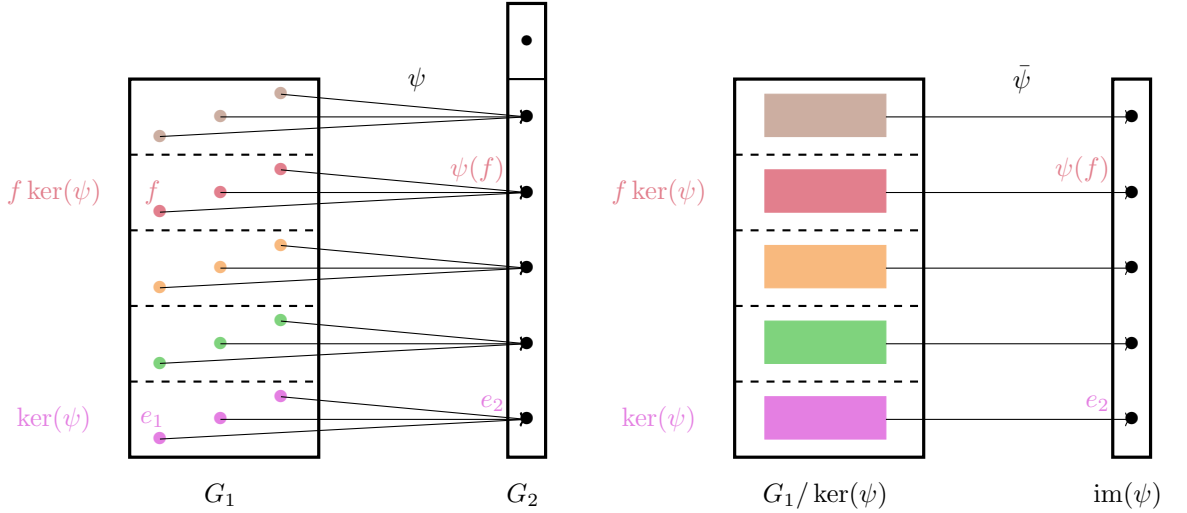 ψ
ψ̄
f ker(ψ)
f
ψ(f)
f ker(ψ)
ψ(f)
ker(ψ)
e₁
e₂
ker(ψ)
e₂
G₁
G₂
G₁/ ker(ψ)
im(ψ)